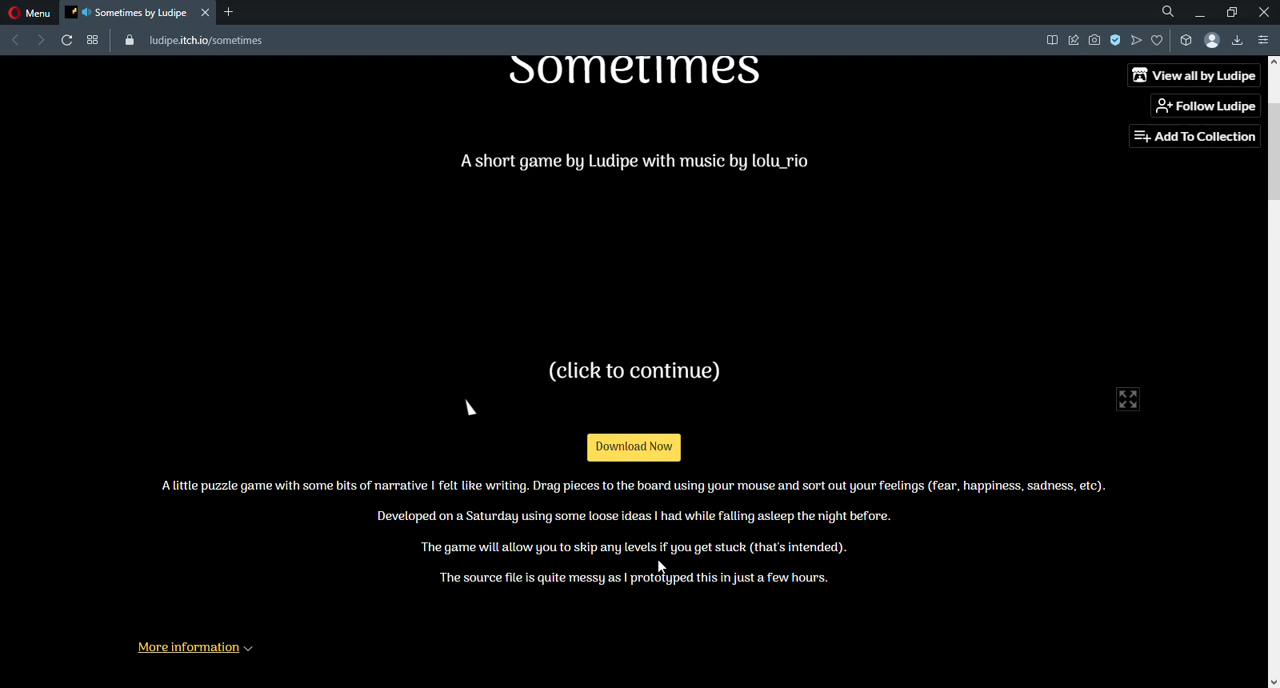 Menu
Sometimes by Ludipe
ludipe.itch.io/sometimes
Sometimes
View all by Ludipe
Follow Ludipe
Add To Collection
A short game by Ludipe with music by lolu_rio
(click to continue)
Download Now
A little puzzle game with some bits of narrative I felt like writing. Drag pieces to the board using your mouse and sort out your feelings (fear, happiness, sadness, etc).
Developed on a Saturday using some loose ideas I had while falling asleep the night before.
The game will allow you to skip any levels if you get stuck (that's intended).
The source file is quite messy as I prototyped this in just a few hours.
More information